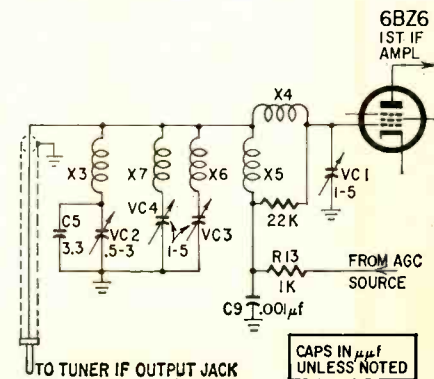 6BZ6
1ST IF
AMPL
X4
X3
X7
X6
X5
VC1
1-5
C5
3.3
VC2
.5-3
VC4
1-5
VC3
22K
R13
1K
FROM AGC
SOURCE
C9
.001μf
TO TUNER IF OUTPUT JACK
CAPS IN μμf
UNLESS NOTED